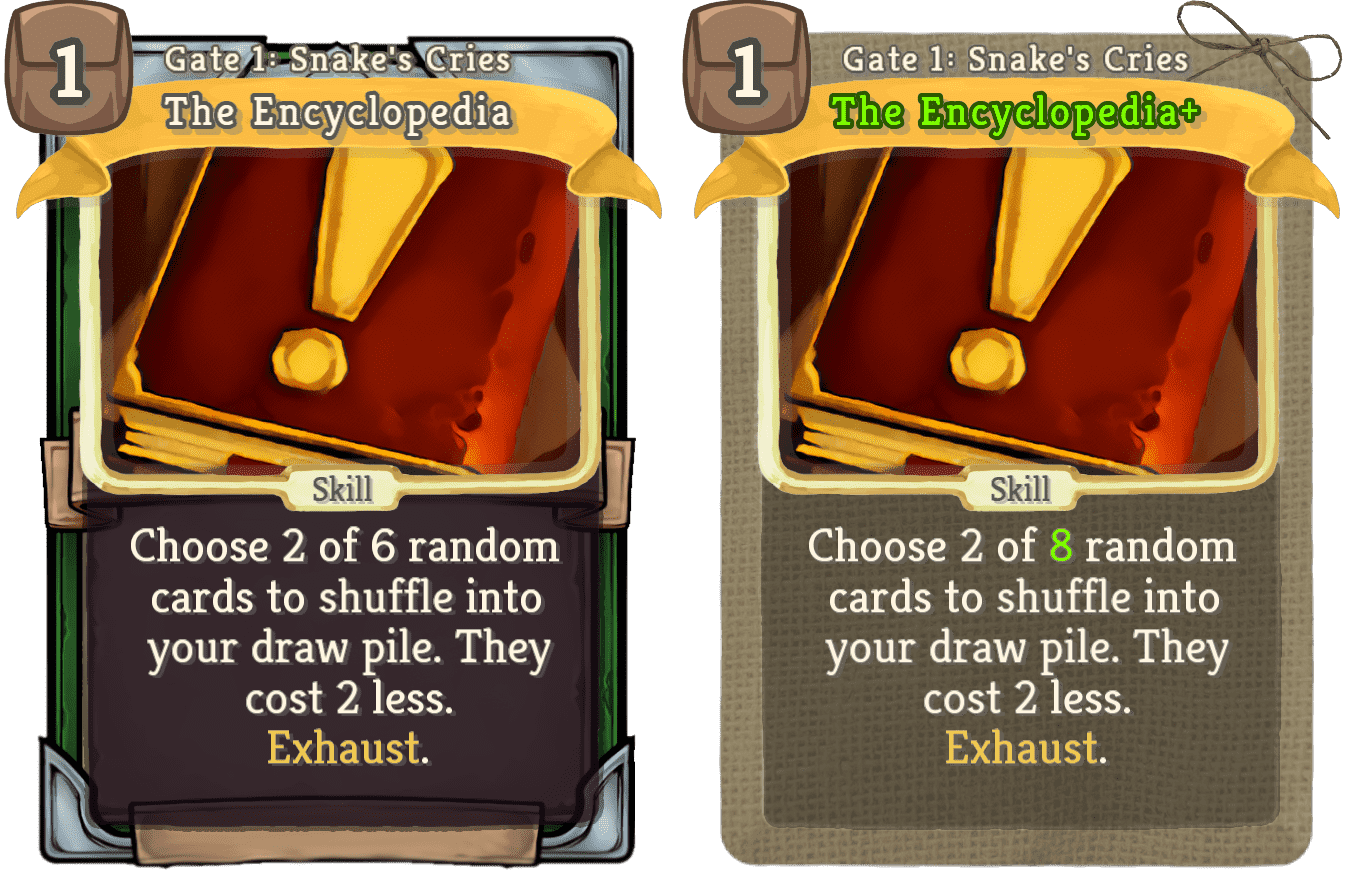 1
Gate 1: Snake's Cries
The Encyclopedia
Skill
Choose 2 of 6 random
cards to shuffle into
your draw pile. They
cost 2 less.
Exhaust.
1
Gate 1: Snake's Cries
The Encyclopedia+
Skill
Choose 2 of 8 random
cards to shuffle into
your draw pile. They
cost 2 less.
Exhaust.